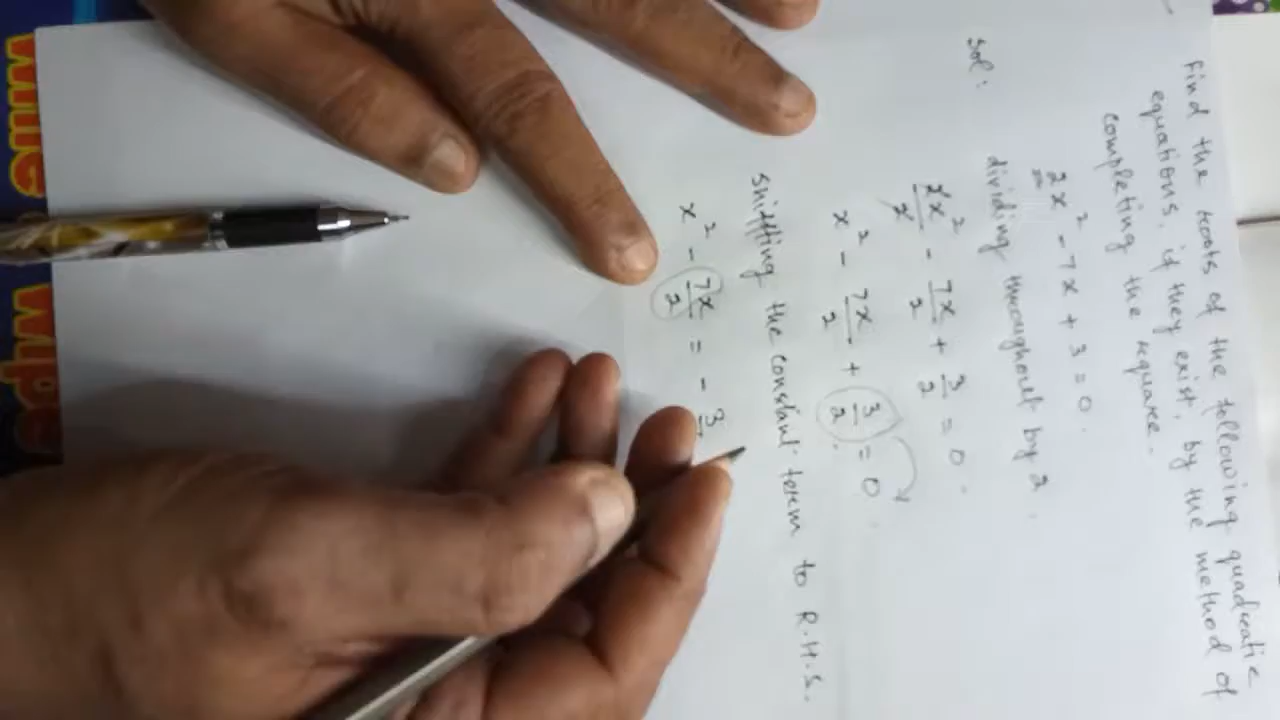 Find the roots of the following quadratic
equations, if they exist, by the method of
completing the square.
2x² - 7x + 3 = 0.
Sol:
dividing throughout by 2.
2x²/2 - 7x/2 + 3/2 = 0.
x² - 7x/2 + 3/2 = 0.
shifting the constant term to R.H.S.
x² - 7x/2 = - 3